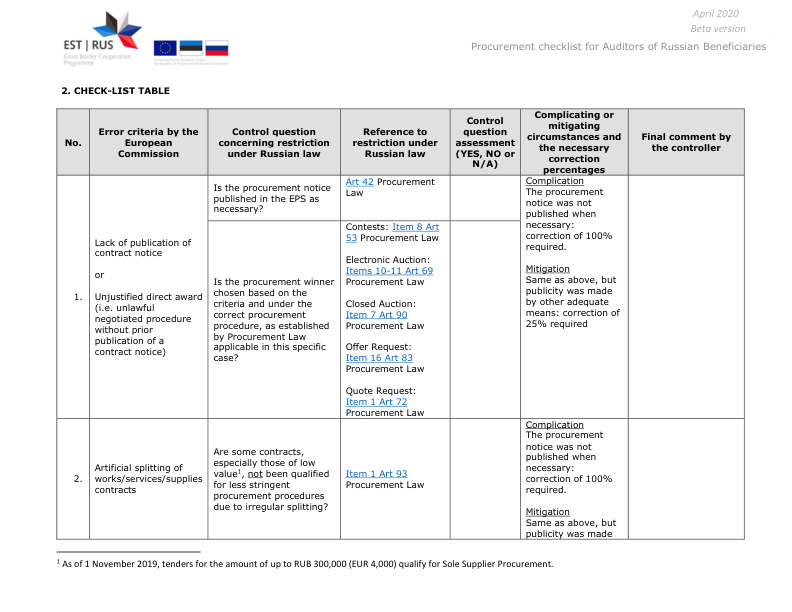 April 2020
Beta version
Procurement checklist for Auditors of Russian Beneficiaries
EST | RUS
Cross Border Cooperation
Programme
2. CHECK-LIST TABLE
No.
Error criteria by the
European
Commission
Control question
concerning restriction
under Russian law
Reference to
restriction under
Russian law
Control
question
assessment
(YES, NO or
N/A)
Complicating or
mitigating
circumstances and
the necessary
correction
percentages
Final comment by
the controller
1.
Lack of publication of
contract notice
or
Unjustified direct award
(i.e. unlawful
negotiated procedure
without prior
publication of a
contract notice)
Is the procurement notice
published in the EPS as
necessary?
Art 42 Procurement
Law
Is the procurement winner
chosen based on the
criteria and under the
correct procurement
procedure, as established
by Procurement Law
applicable in this specific
case?
Contests: Item 8 Art
53 Procurement Law
Electronic Auction:
Items 10-11 Art 69
Procurement Law
Closed Auction:
Item 7 Art 90
Procurement Law
Offer Request:
Item 16 Art 83
Procurement Law
Quote Request:
Item 1 Art 72
Procurement Law
Complication
The procurement
notice was not
published when
necessary:
correction of 100%
required.
Mitigation
Same as above, but
publicity was made
by other adequate
means: correction of
25% required
2.
Artificial splitting of
works/services/supplies
contracts
Are some contracts,
especially those of low
value1, not been qualified
for less stringent
procurement procedures
due to irregular splitting?
Item 1 Art 93
Procurement Law
Complication
The procurement
notice was not
published when
necessary:
correction of 100%
required.
Mitigation
Same as above, but
publicity was made
1 As of 1 November 2019, tenders for the amount of up to RUB 300,000 (EUR 4,000) qualify for Sole Supplier Procurement.